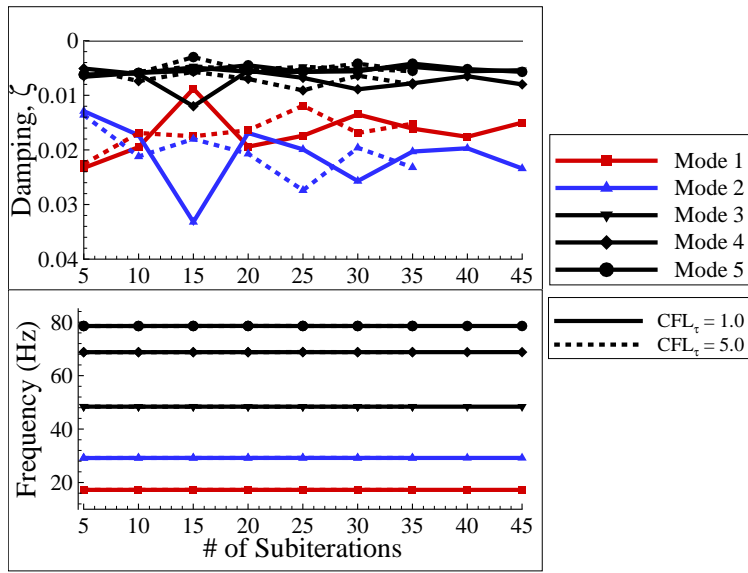 0
0.01
0.02
0.03
0.04
Damping, ζ
5 10 15 20 25 30 35 40 45
Mode 1
Mode 2
Mode 3
Mode 4
Mode 5
CFLτ = 1.0
CFLτ = 5.0
80
60
40
20
Frequency (Hz)
5 10 15 20 25 30 35 40 45
# of Subiterations